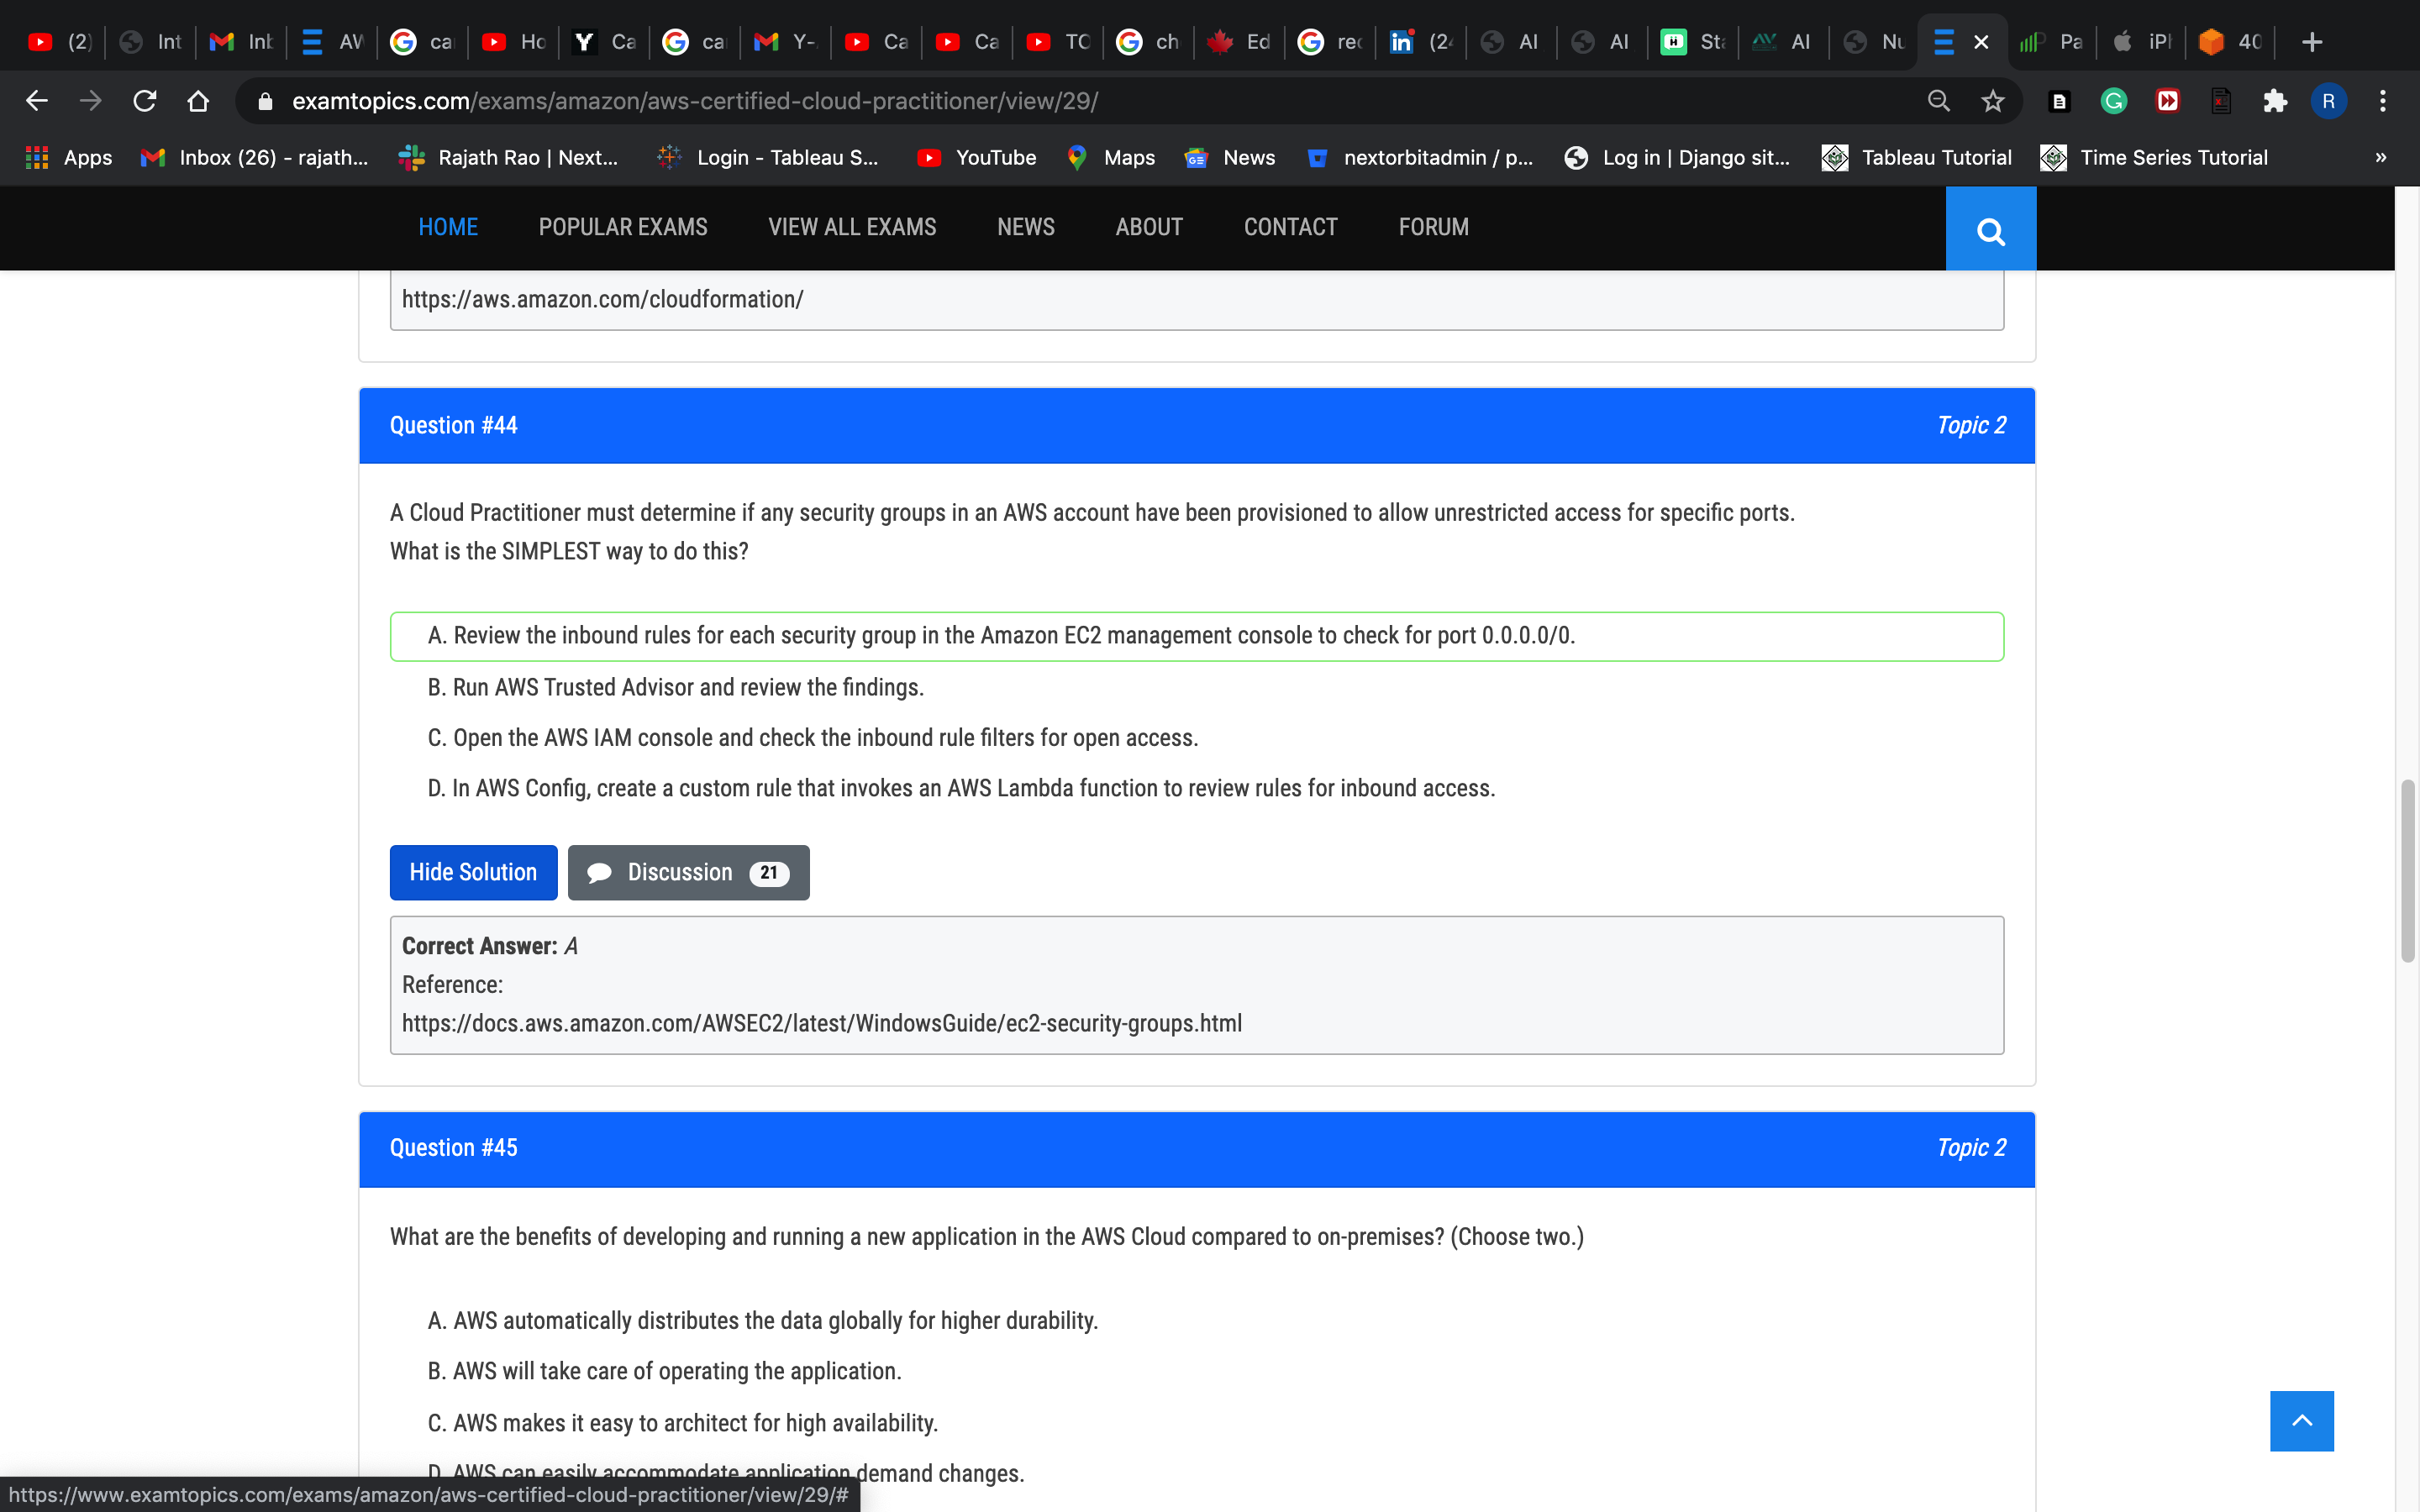 (2)
Int
Inb
AW
ca
Ho
Ca
ca
Y-
Ca
Ca
TO
ch
Ed
rec
(24
AI
AI
Sta
AI
Nu
Pa
iPh
40
examtopics.com/exams/amazon/aws-certified-cloud-practitioner/view/29/
R
Apps
Inbox (26) - rajath...
Rajath Rao | Next...
Login - Tableau S...
YouTube
Maps
News
nextorbitadmin / p...
Log in | Django sit...
Tableau Tutorial
Time Series Tutorial
»
HOME
POPULAR EXAMS
VIEW ALL EXAMS
NEWS
ABOUT
CONTACT
FORUM
https://aws.amazon.com/cloudformation/
Question #44
Topic 2
A Cloud Practitioner must determine if any security groups in an AWS account have been provisioned to allow unrestricted access for specific ports.
What is the SIMPLEST way to do this?
A. Review the inbound rules for each security group in the Amazon EC2 management console to check for port 0.0.0.0/0.
B. Run AWS Trusted Advisor and review the findings.
C. Open the AWS IAM console and check the inbound rule filters for open access.
D. In AWS Config, create a custom rule that invokes an AWS Lambda function to review rules for inbound access.
Hide Solution
Discussion 21
Correct Answer: A
Reference:
https://docs.aws.amazon.com/AWSEC2/latest/WindowsGuide/ec2-security-groups.html
Question #45
Topic 2
What are the benefits of developing and running a new application in the AWS Cloud compared to on-premises? (Choose two.)
A. AWS automatically distributes the data globally for higher durability.
B. AWS will take care of operating the application.
C. AWS makes it easy to architect for high availability.
D. AWS can easily accommodate application demand changes.
https://www.examtopics.com/exams/amazon/aws-certified-cloud-practitioner/view/29/#